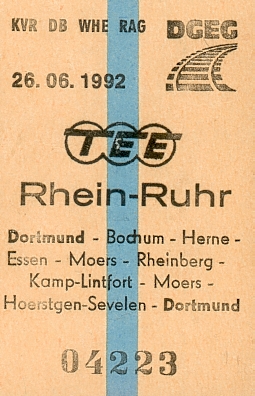 KVR DB WHE RAG DGEG
26.06.1992
TEE
Rhein-Ruhr
Dortmund - Bochum - Herne -
Essen - Moers - Rheinberg -
Kamp-Lintfort - Moers -
Hoerstgen-Sevelen - Dortmund
04223